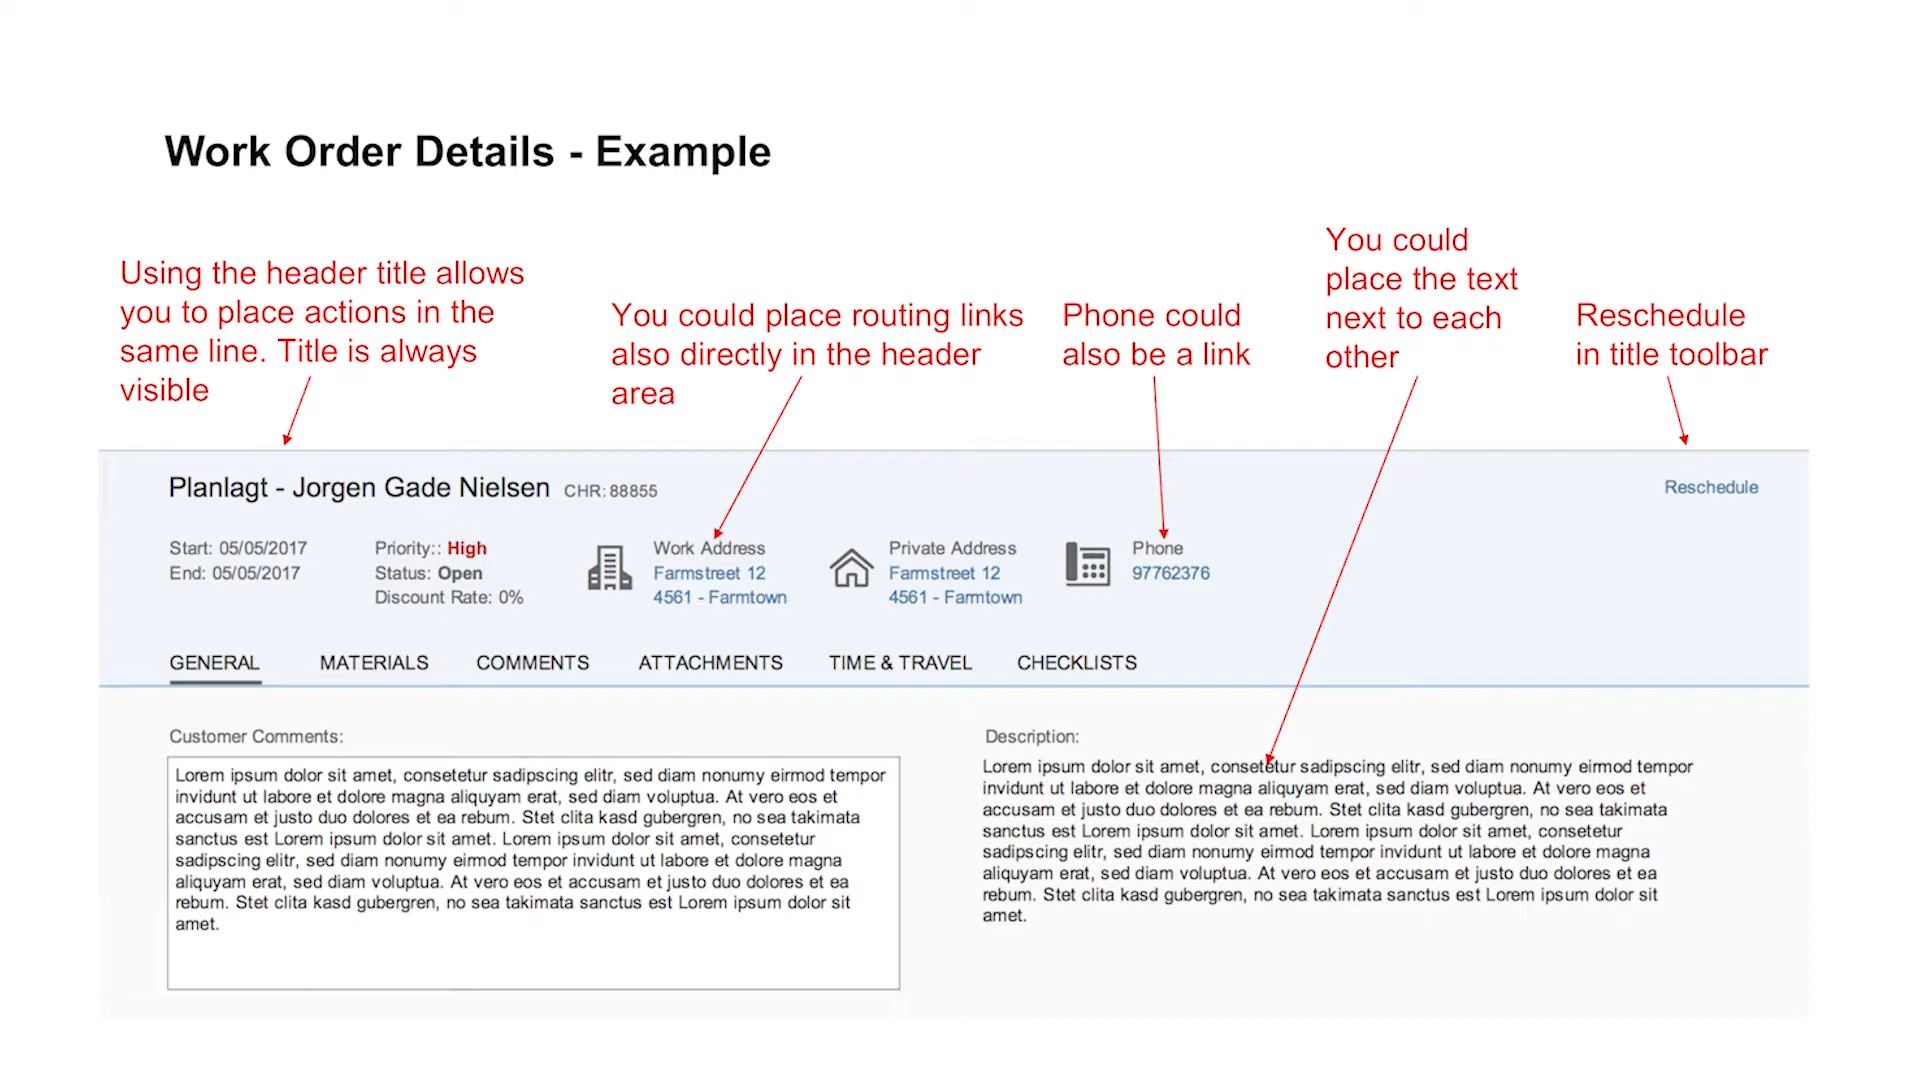 Work Order Details - Example
Using the header title allows
you to place actions in the
same line. Title is always
visible
You could place routing links
also directly in the header
area
Phone could
also be a link
You could
place the text
next to each
other
Reschedule
in title toolbar
Planlagt - Jorgen Gade Nielsen CHR: 88855
Reschedule
Start: 05/05/2017
End: 05/05/2017
Priority:: High
Status: Open
Discount Rate: 0%
Work Address
Farmstreet 12
4561 - Farmtown
Private Address
Farmstreet 12
4561 - Farmtown
Phone
97762376
GENERAL MATERIALS COMMENTS ATTACHMENTS TIME & TRAVEL CHECKLISTS
Customer Comments:
Lorem ipsum dolor sit amet, consetetur sadipscing elitr, sed diam nonumy eirmod tempor
invidunt ut labore et dolore magna aliquyam erat, sed diam voluptua. At vero eos et
accusam et justo duo dolores et ea rebum. Stet clita kasd gubergren, no sea takimata
sanctus est Lorem ipsum dolor sit amet. Lorem ipsum dolor sit amet, consetetur
sadipscing elitr, sed diam nonumy eirmod tempor invidunt ut labore et dolore magna
aliquyam erat, sed diam voluptua. At vero eos et accusam et justo duo dolores et ea
rebum. Stet clita kasd gubergren, no sea takimata sanctus est Lorem ipsum dolor sit
amet.
Description:
Lorem ipsum dolor sit amet, consetetur sadipscing elitr, sed diam nonumy eirmod tempor
invidunt ut labore et dolore magna aliquyam erat, sed diam voluptua. At vero eos et
accusam et justo duo dolores et ea rebum. Stet clita kasd gubergren, no sea takimata
sanctus est Lorem ipsum dolor sit amet. Lorem ipsum dolor sit amet, consetetur
sadipscing elitr, sed diam nonumy eirmod tempor invidunt ut labore et dolore magna
aliquyam erat, sed diam voluptua. At vero eos et accusam et justo duo dolores et ea
rebum. Stet clita kasd gubergren, no sea takimata sanctus est Lorem ipsum dolor sit
amet.